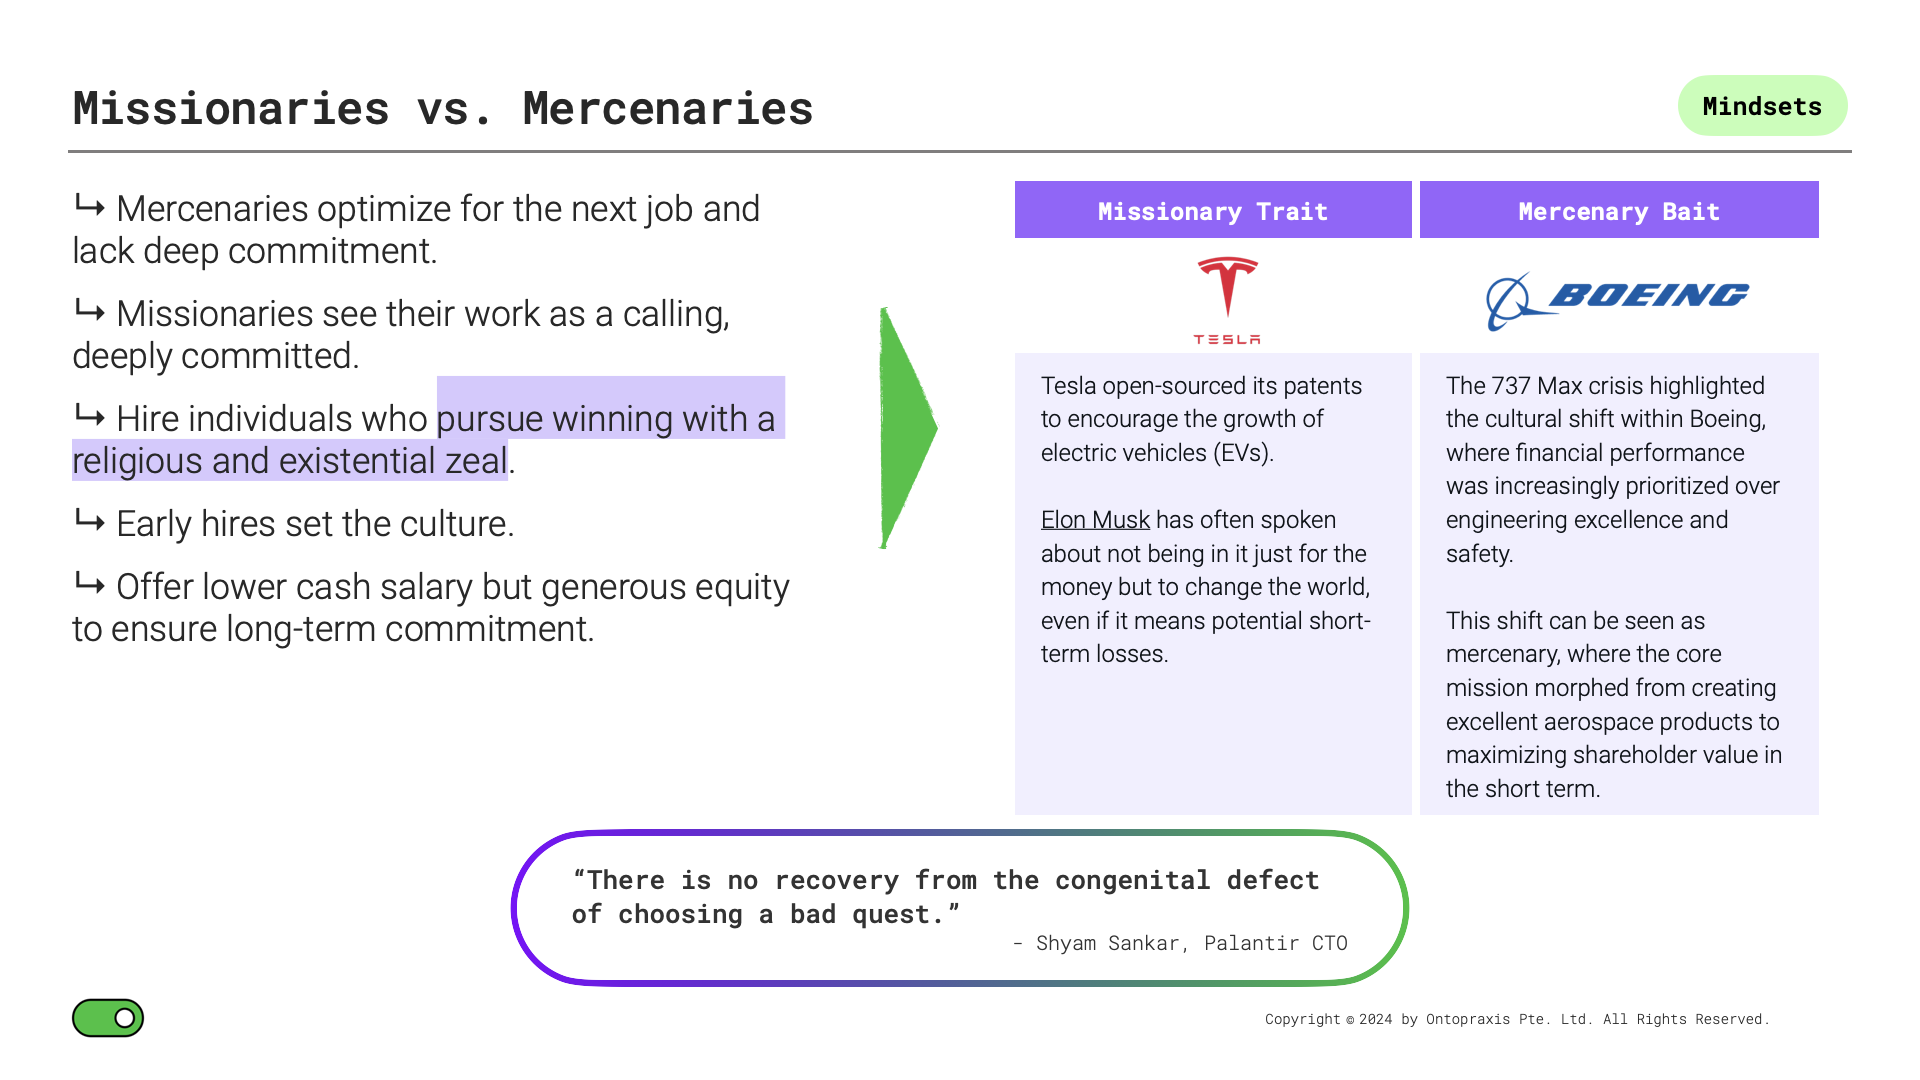 Missionaries vs. Mercenaries
Mindsets
↳ Mercenaries optimize for the next job and
lack deep commitment.
↳ Missionaries see their work as a calling,
deeply committed.
↳ Hire individuals who pursue winning with a
religious and existential zeal.
↳ Early hires set the culture.
↳ Offer lower cash salary but generous equity
to ensure long-term commitment.
Missionary Trait
TESLA
Tesla open-sourced its patents
to encourage the growth of
electric vehicles (EVs).
Elon Musk has often spoken
about not being in it just for the
money but to change the world,
even if it means potential short-
term losses.
Mercenary Bait
BOEING
The 737 Max crisis highlighted
the cultural shift within Boeing,
where financial performance
was increasingly prioritized over
engineering excellence and
safety.
This shift can be seen as
mercenary, where the core
mission morphed from creating
excellent aerospace products to
maximizing shareholder value in
the short term.
“There is no recovery from the congenital defect
of choosing a bad quest.”
- Shyam Sankar, Palantir CTO
Copyright © 2024 by Ontopraxis Pte. Ltd. All Rights Reserved.